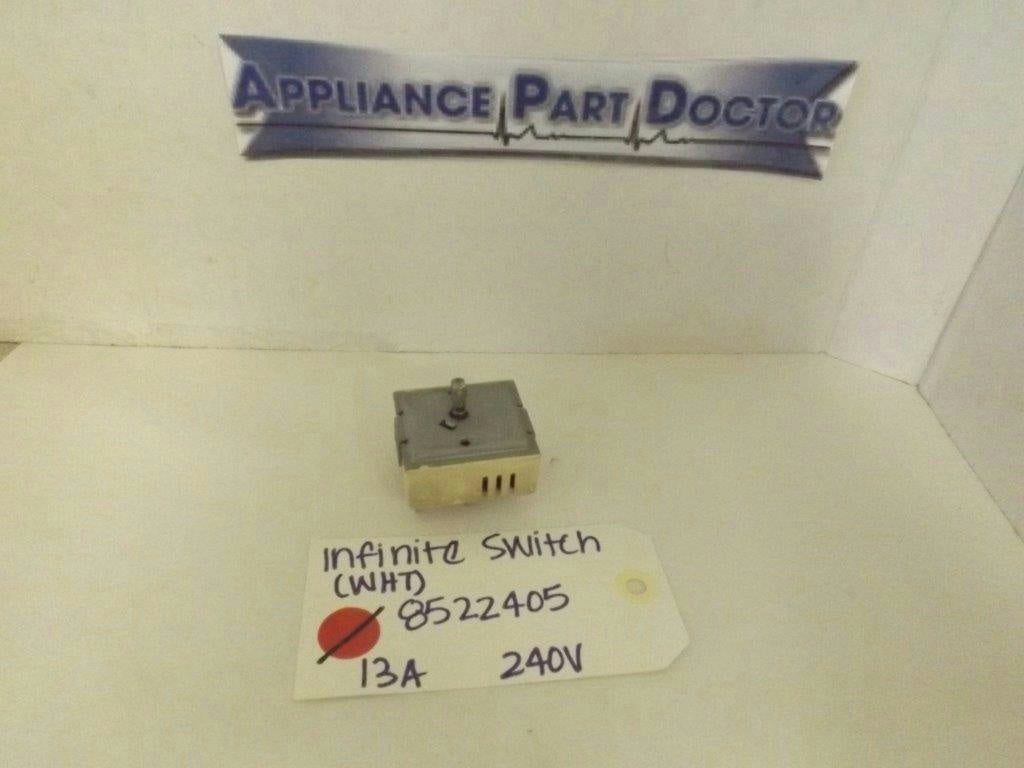 APPLIANCE PART DOCTOR
Infinite Switch
(WHT)
8522405
13A 240V